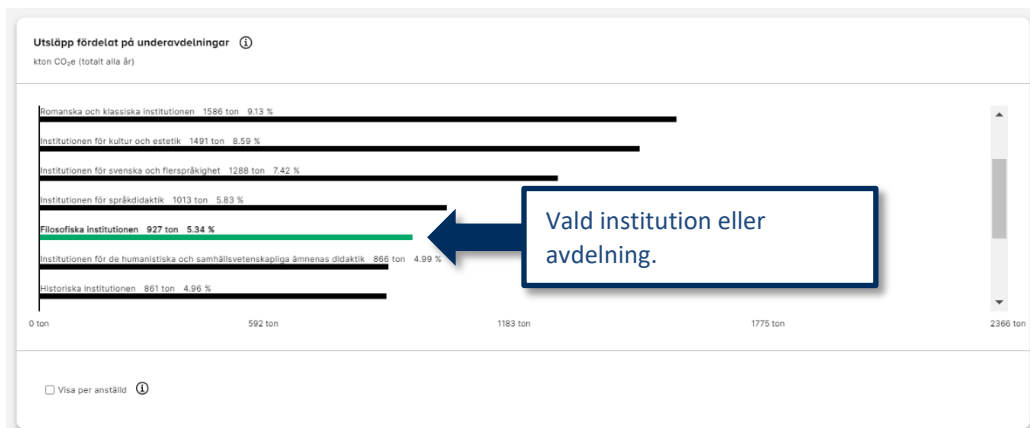 Utsläpp fördelat på underavdelningar
kton CO₂e (totalt alla år)
Romanska och klassiska institutionen 1586 ton 9.13 %
Institutionen för kultur och estetik 1491 ton 8.59 %
Institutionen för svenska och flerspråkighet 1288 ton 7.42 %
Institutionen för språkdidaktik 1013 ton 5.83 %
Filosofiska institutionen 927 ton 5.34 %
Institutionen för de humanistiska och samhällsvetenskapliga ämnenas didaktik 866 ton 4.99 %
Historiska institutionen 861 ton 4.96 %
Vald institution eller
avdelning.
0 ton 592 ton 1183 ton 1775 ton 2366 ton
Visa per anställd